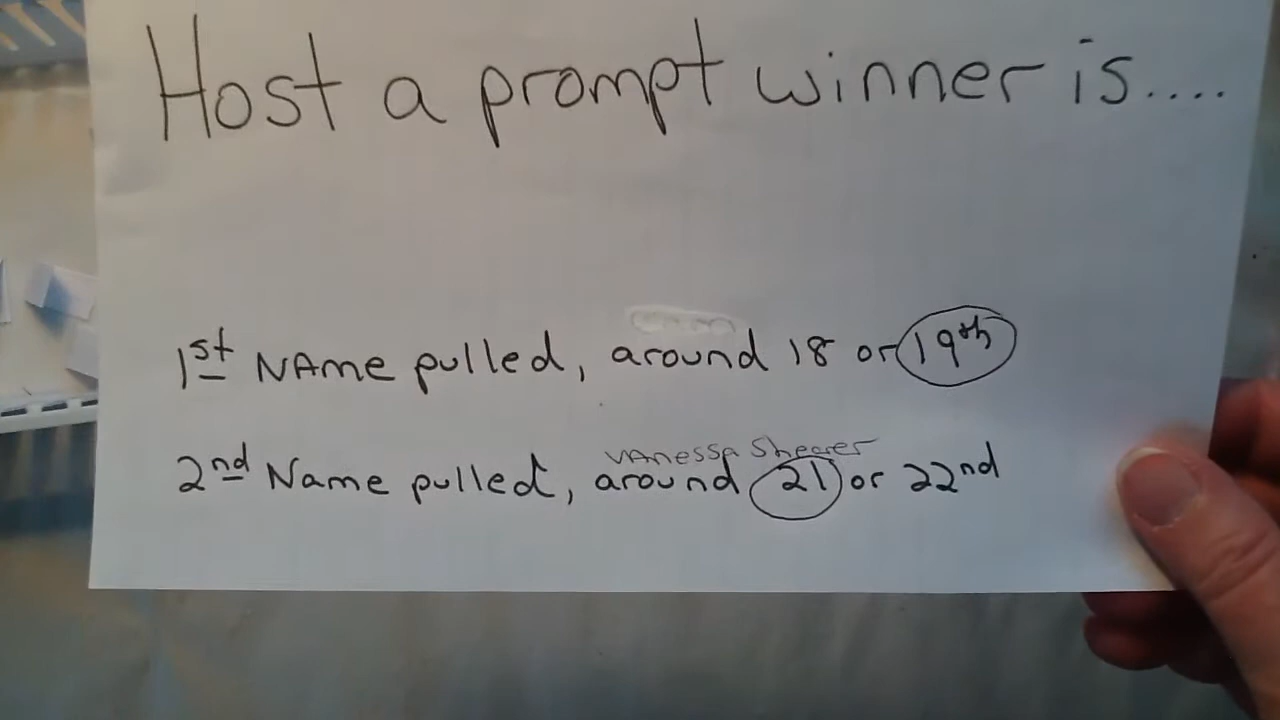 Host a prompt winner is....
1st NAme pulled, around 18 or 19th
vanessa Shearer
2nd Name pulled, around 21 or 22nd